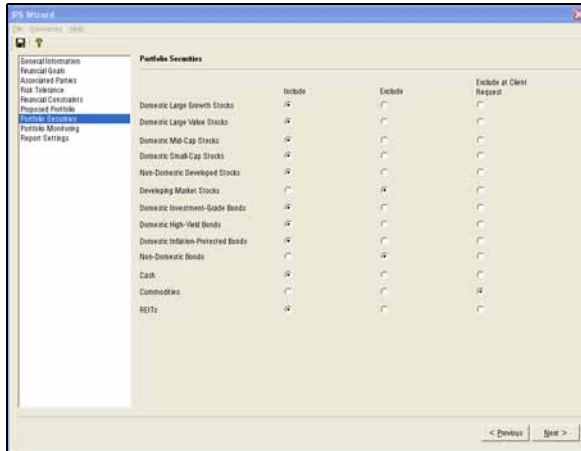 IPS Wizard
File Generate Help
General Information
Financial Goals
Associated Parties
Risk Tolerance
Financial Constraints
Proposed Portfolio
Portfolio Securities
Portfolio Monitoring
Report Settings
Portfolio Securities
Include Exclude Exclude at Client Request
Domestic Large Growth Stocks
Domestic Large Value Stocks
Domestic Mid-Cap Stocks
Domestic Small-Cap Stocks
Non-Domestic Developed Stocks
Developing Market Stocks
Domestic Investment-Grade Bonds
Domestic High-Yield Bonds
Domestic Inflation-Protected Bonds
Non-Domestic Bonds
Cash
Commodities
REITs
< Previous Next >